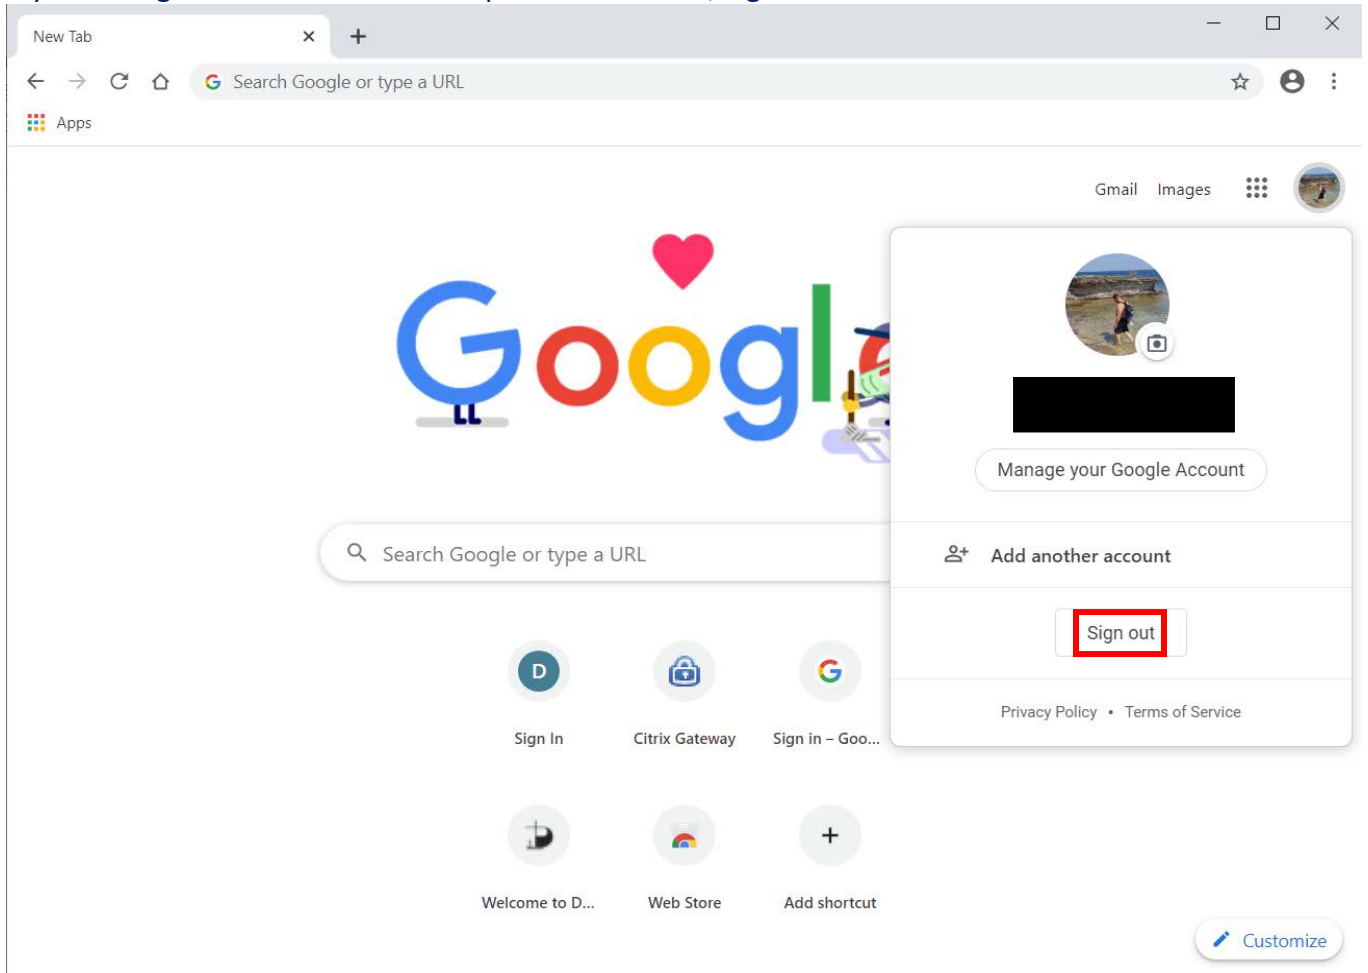 New Tab
Search Google or type a URL
Apps
Gmail Images
Google
Manage your Google Account
Search Google or type a URL
Add another account
Sign out
D
Sign In
Citrix Gateway
Sign in – Goo...
Privacy Policy • Terms of Service
Welcome to D...
Web Store
Add shortcut
Customize